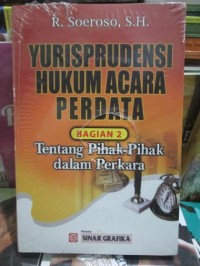 R. Soeroso, S.H.
YURISPRUDENSI
HUKUM ACARA
PERDATA
BAGIAN 2
Tentang Pihak-Pihak
dalam Perkara
SINAR GRAFIKA